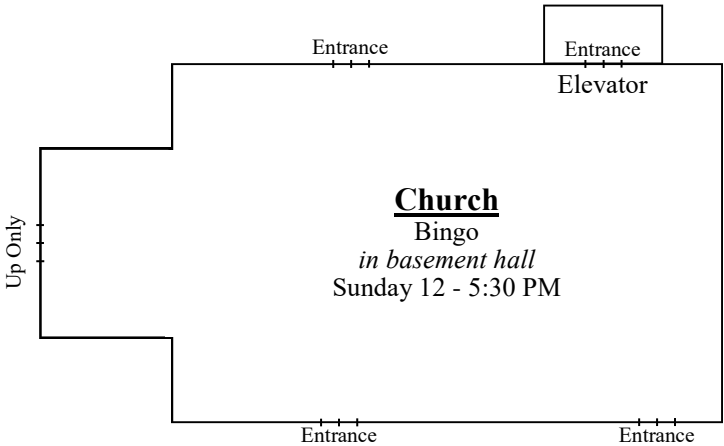 Entrance
Entrance
Elevator
Up Only
Church
Bingo
in basement hall
Sunday 12 - 5:30 PM
Entrance
Entrance